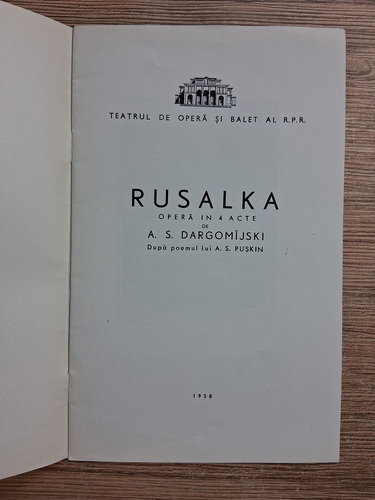 TEATRUL DE OPERĂ ȘI BALET AL R.P.R.
RUSALKA
OPERĂ IN 4 ACTE
DE
A. S. DARGOMÎJSKI
După poemul lui A. S. PUȘKIN
1958